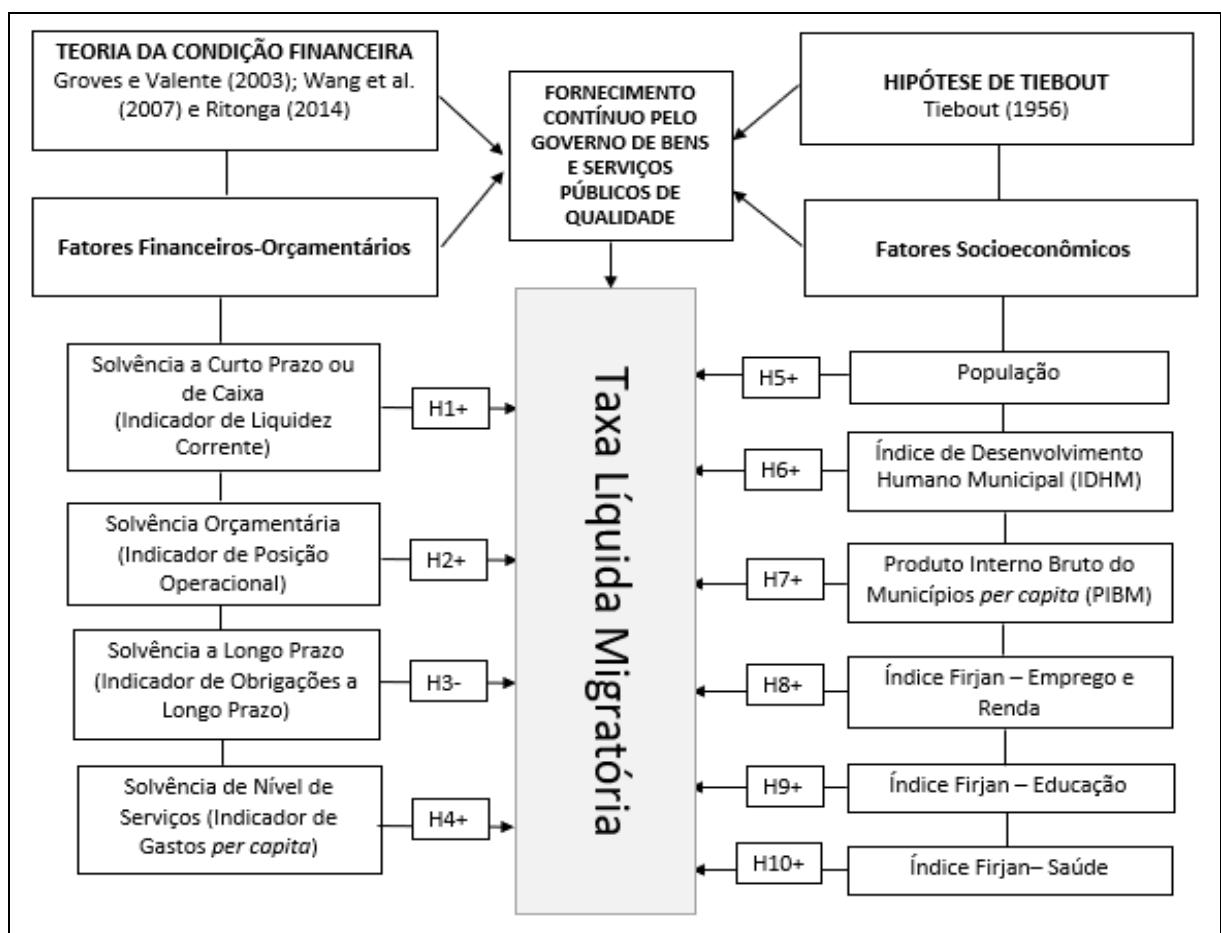 TEORIA DA CONDIÇÃO FINANCEIRA
Groves e Valente (2003); Wang et al.
(2007) e Ritonga (2014)
Fatores Financeiros-Orçamentários
FORNECIMENTO
CONTÍNUO PELO
GOVERNO DE BENS
E SERVIÇOS
PÚBLICOS DE
QUALIDADE
HIPÓTESE DE TIEBOUT
Tiebout (1956)
Fatores Socioeconômicos
Solvência a Curto Prazo ou
de Caixa
(Indicador de Liquidez
Corrente)
H1+
Solvência Orçamentária
(Indicador de Posição
Operacional)
H2+
Solvência a Longo Prazo
(Indicador de Obrigações a
Longo Prazo)
H3-
Solvência de Nível de
Serviços (Indicador de
Gastos per capita)
H4+
Taxa Líquida Migratória
H5+
População
H6+
Índice de Desenvolvimento
Humano Municipal (IDHM)
H7+
Produto Interno Bruto do
Municípios per capita (PIBM)
H8+
Índice Firjan – Emprego e
Renda
H9+
Índice Firjan – Educação
H10+
Índice Firjan– Saúde